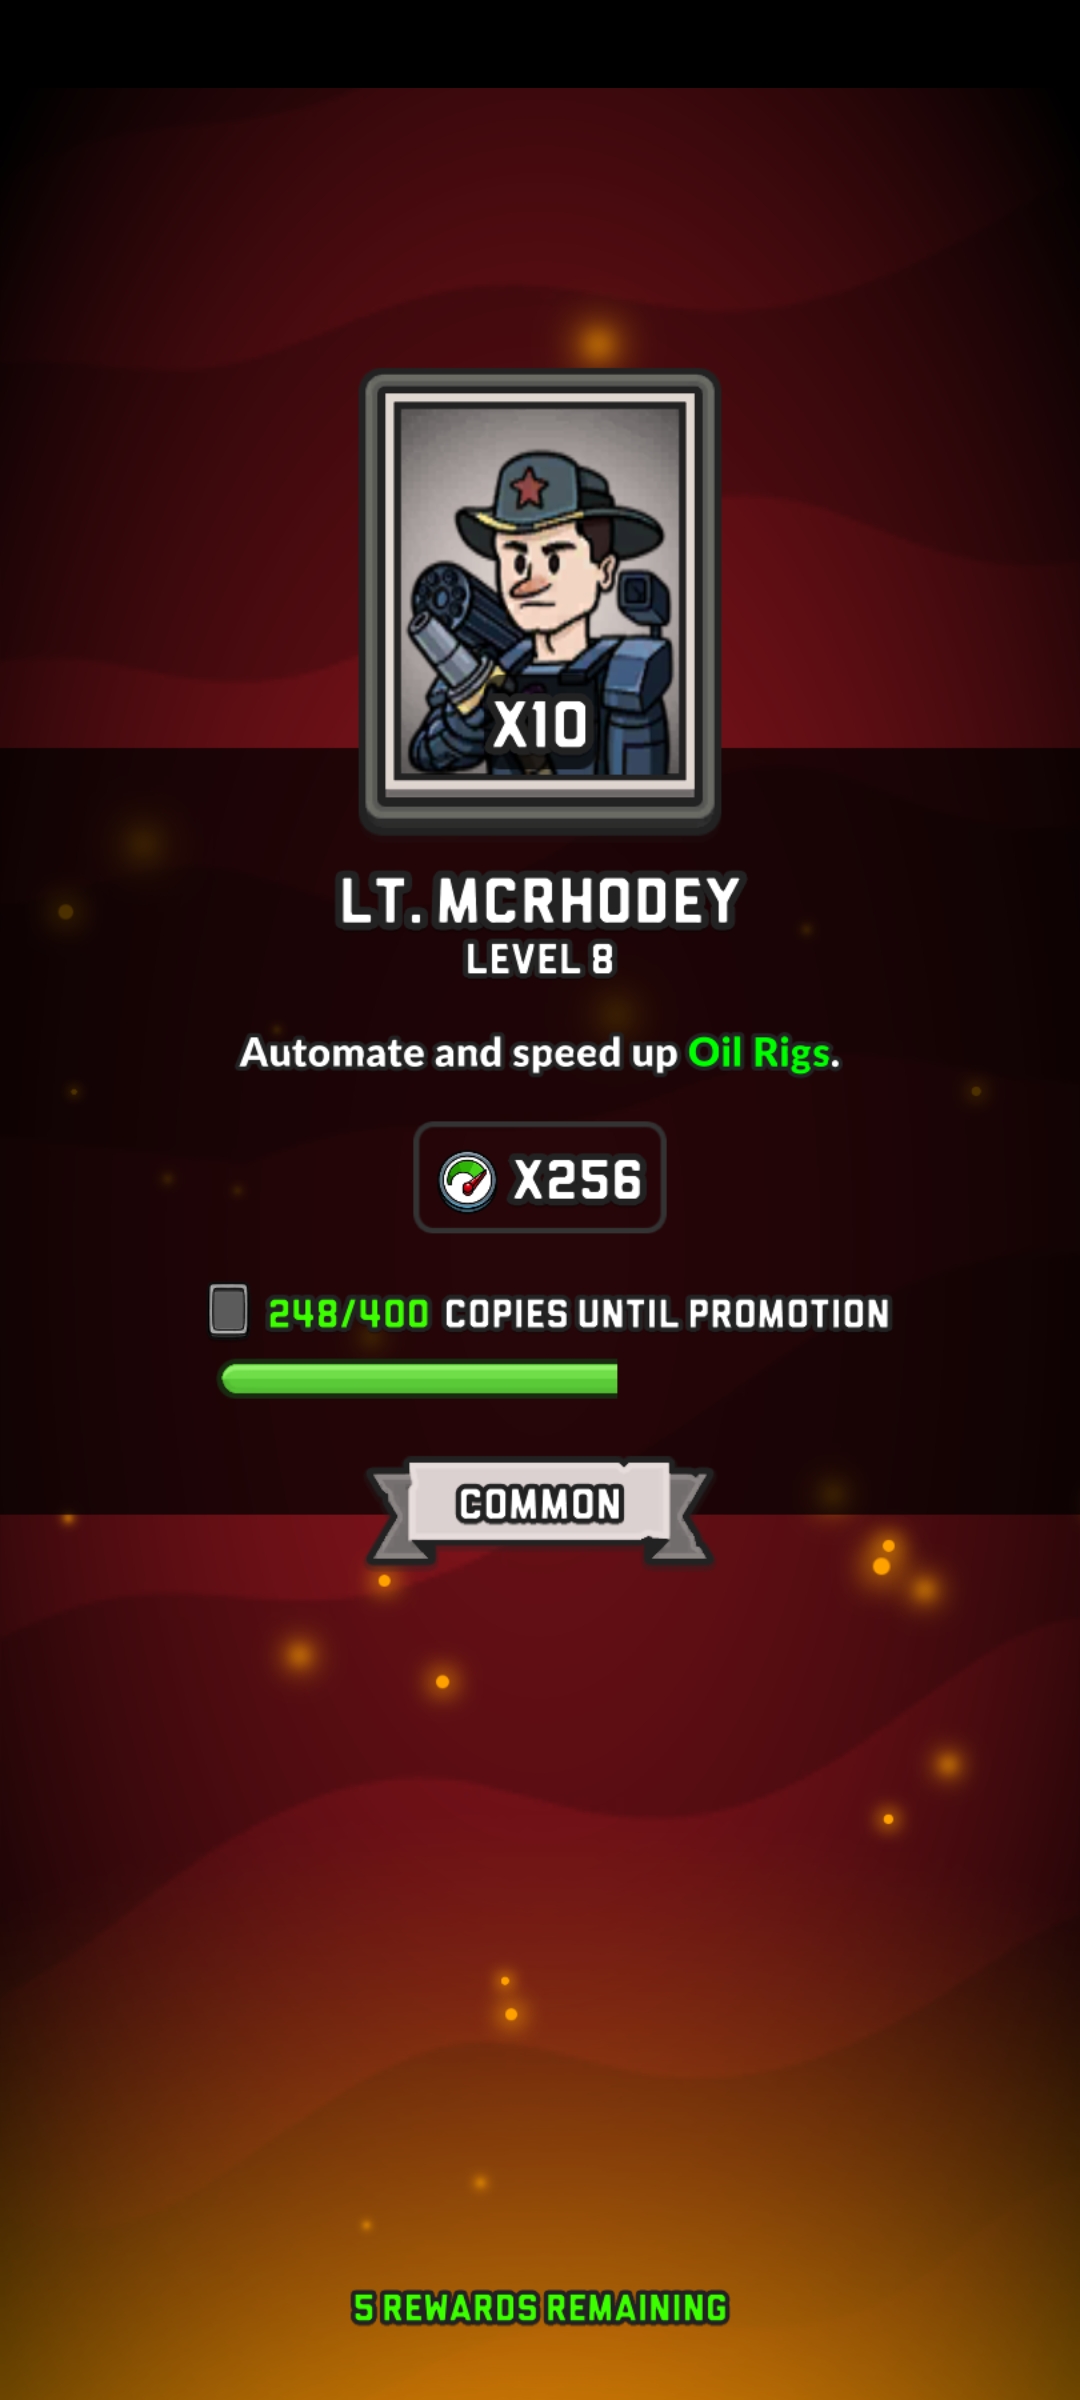 X10
LT. MCRHODEY
LEVEL 8
Automate and speed up Oil Rigs.
X256
248/400 COPIES UNTIL PROMOTION
COMMON
5 REWARDS REMAINING